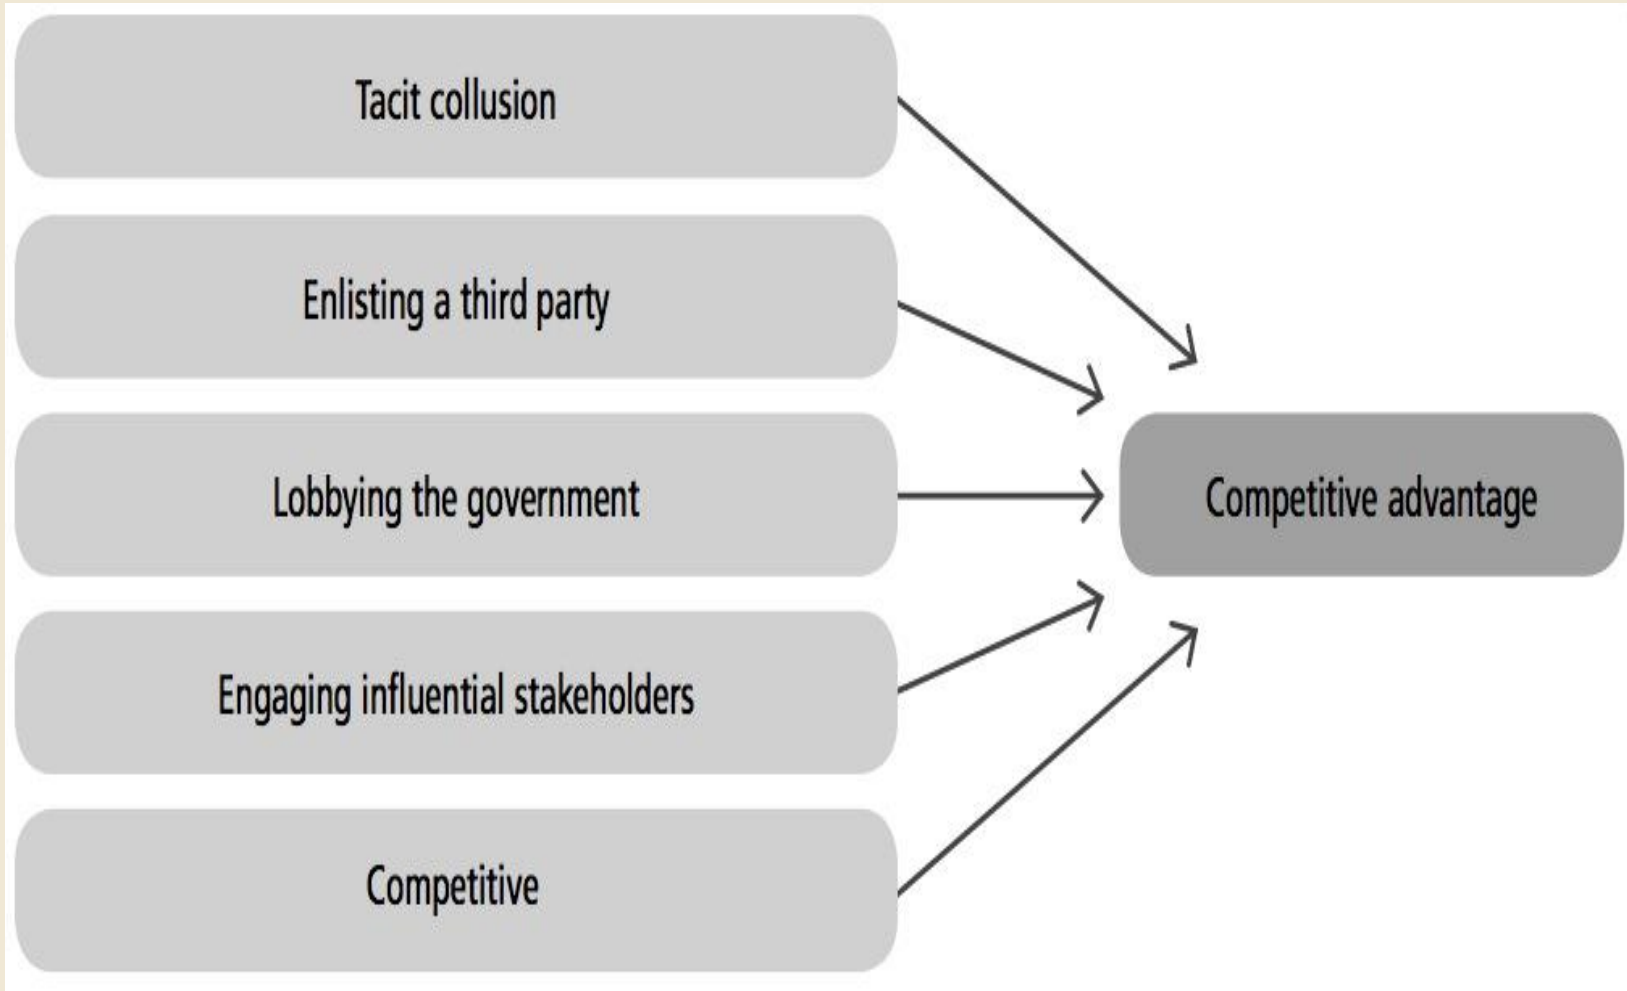 Tacit collusion
Enlisting a third party
Lobbying the government
Engaging influential stakeholders
Competitive
Competitive advantage